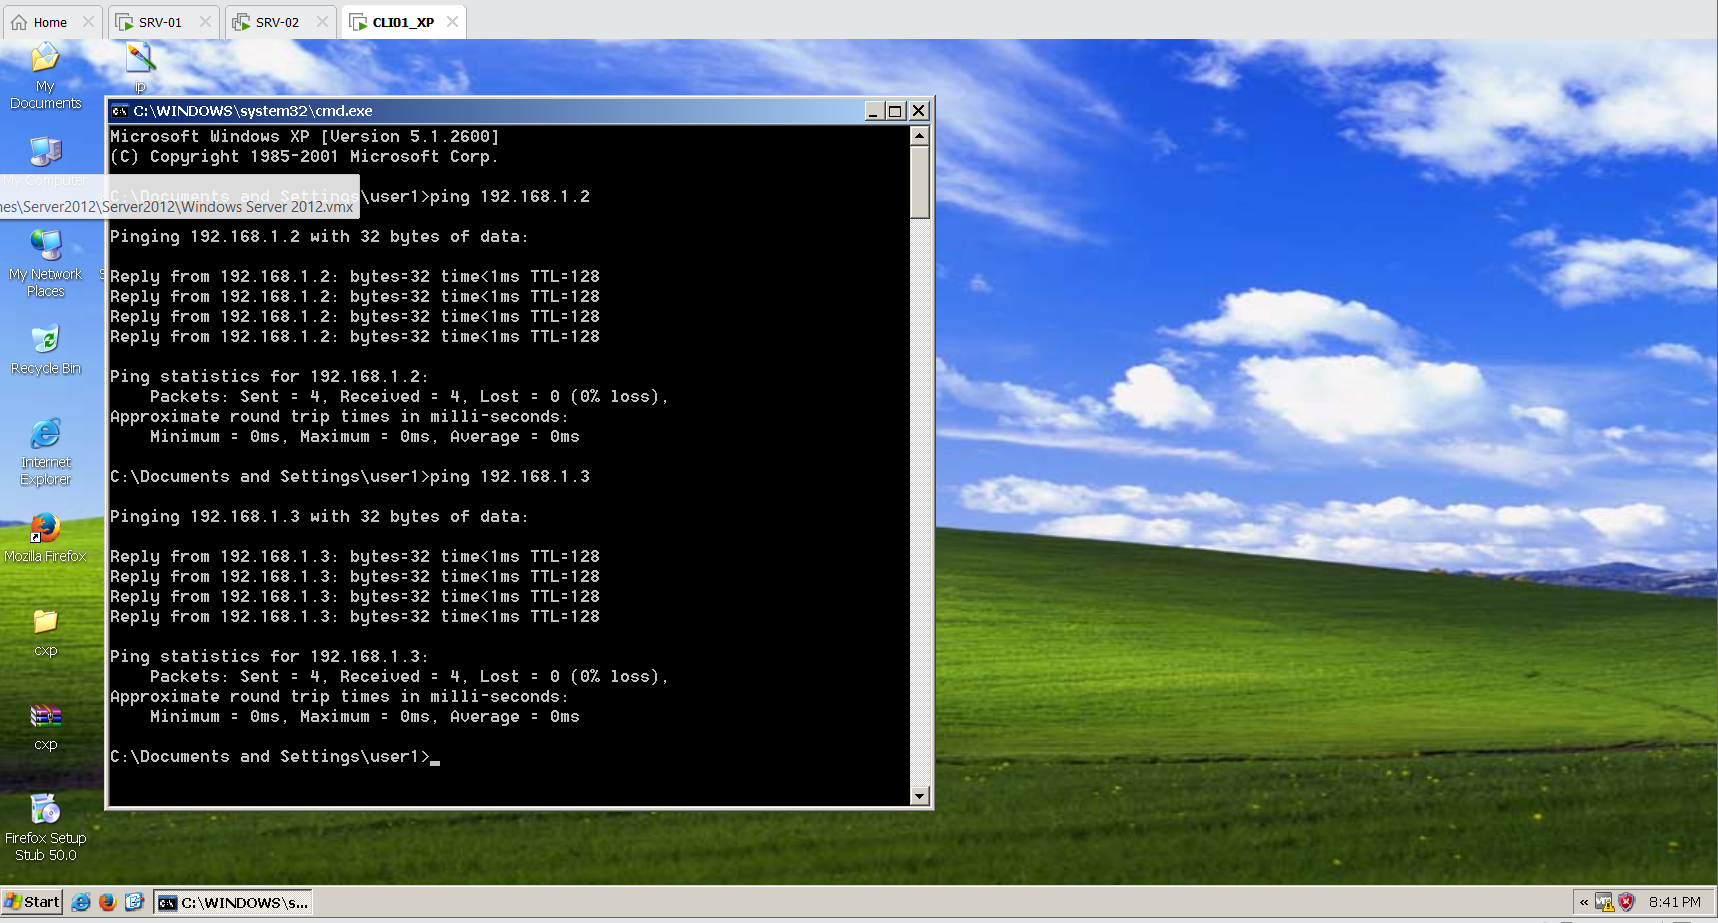 Home
SRV-01
SRV-02
CLI01_XP
My Documents
ip
C:\WINDOWS\system32\cmd.exe
Microsoft Windows XP [Version 5.1.2600]
(C) Copyright 1985-2001 Microsoft Corp.
My Computer
C:\Documents and Settings\user1>ping 192.168.1.2
nes\Server2012\Server2012\Windows Server 2012.vmx
Pinging 192.168.1.2 with 32 bytes of data:
My Network Places
S
Reply from 192.168.1.2: bytes=32 time<1ms TTL=128
Reply from 192.168.1.2: bytes=32 time<1ms TTL=128
Reply from 192.168.1.2: bytes=32 time<1ms TTL=128
Reply from 192.168.1.2: bytes=32 time<1ms TTL=128
Recycle Bin
Ping statistics for 192.168.1.2:
Packets: Sent = 4, Received = 4, Lost = 0 (0% loss),
Approximate round trip times in milli-seconds:
Minimum = 0ms, Maximum = 0ms, Average = 0ms
Internet Explorer
C:\Documents and Settings\user1>ping 192.168.1.3
Pinging 192.168.1.3 with 32 bytes of data:
Mozilla Firefox
Reply from 192.168.1.3: bytes=32 time<1ms TTL=128
Reply from 192.168.1.3: bytes=32 time<1ms TTL=128
Reply from 192.168.1.3: bytes=32 time<1ms TTL=128
Reply from 192.168.1.3: bytes=32 time<1ms TTL=128
cxp
Ping statistics for 192.168.1.3:
Packets: Sent = 4, Received = 4, Lost = 0 (0% loss),
Approximate round trip times in milli-seconds:
Minimum = 0ms, Maximum = 0ms, Average = 0ms
cxp
C:\Documents and Settings\user1>
Firefox Setup Stub 50.0
Start
C:\WINDOWS\s...
8:41 PM